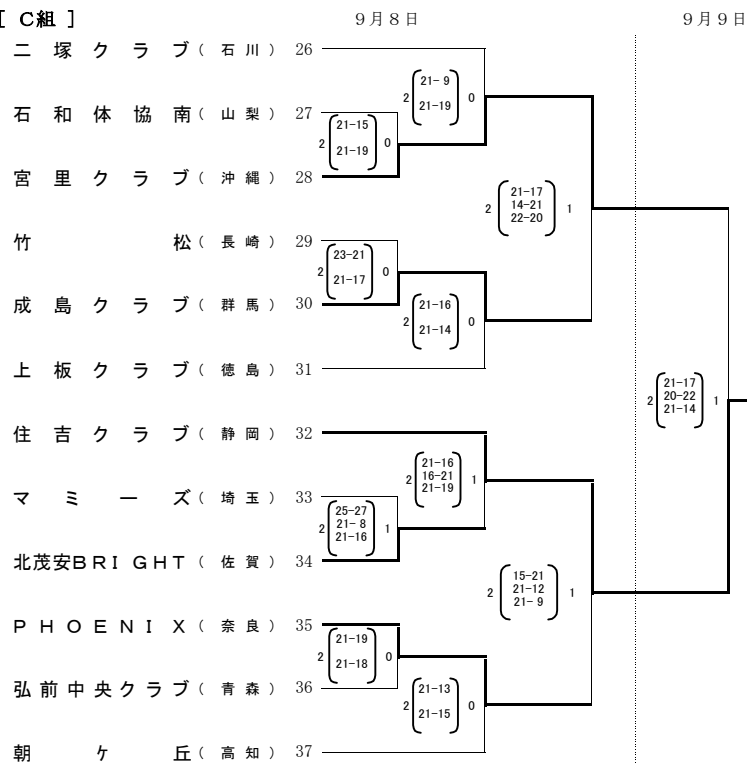 [ C組 ] 9月8日 9月9日
二塚クラブ（石川） 26
2 21- 9 0
21-19
石和体協南（山梨） 27
2 21-15 0
21-19
宮里クラブ（沖縄） 28
2 21-17 1
14-21
22-20
竹松（長崎） 29
2 23-21 0
21-17
成島クラブ（群馬） 30
2 21-16 0
21-14
上板クラブ（徳島） 31
2 21-17 1
20-22
21-14
住吉クラブ（静岡） 32
2 21-16 1
16-21
21-19
マミーズ（埼玉） 33
2 25-27 1
21- 8
21-16
北茂安BRIGHT（佐賀） 34
2 15-21 1
21-12
21- 9
PHOENIX（奈良） 35
2 21-19 0
21-18
弘前中央クラブ（青森） 36
2 21-13 0
21-15
朝ケ丘（高知） 37